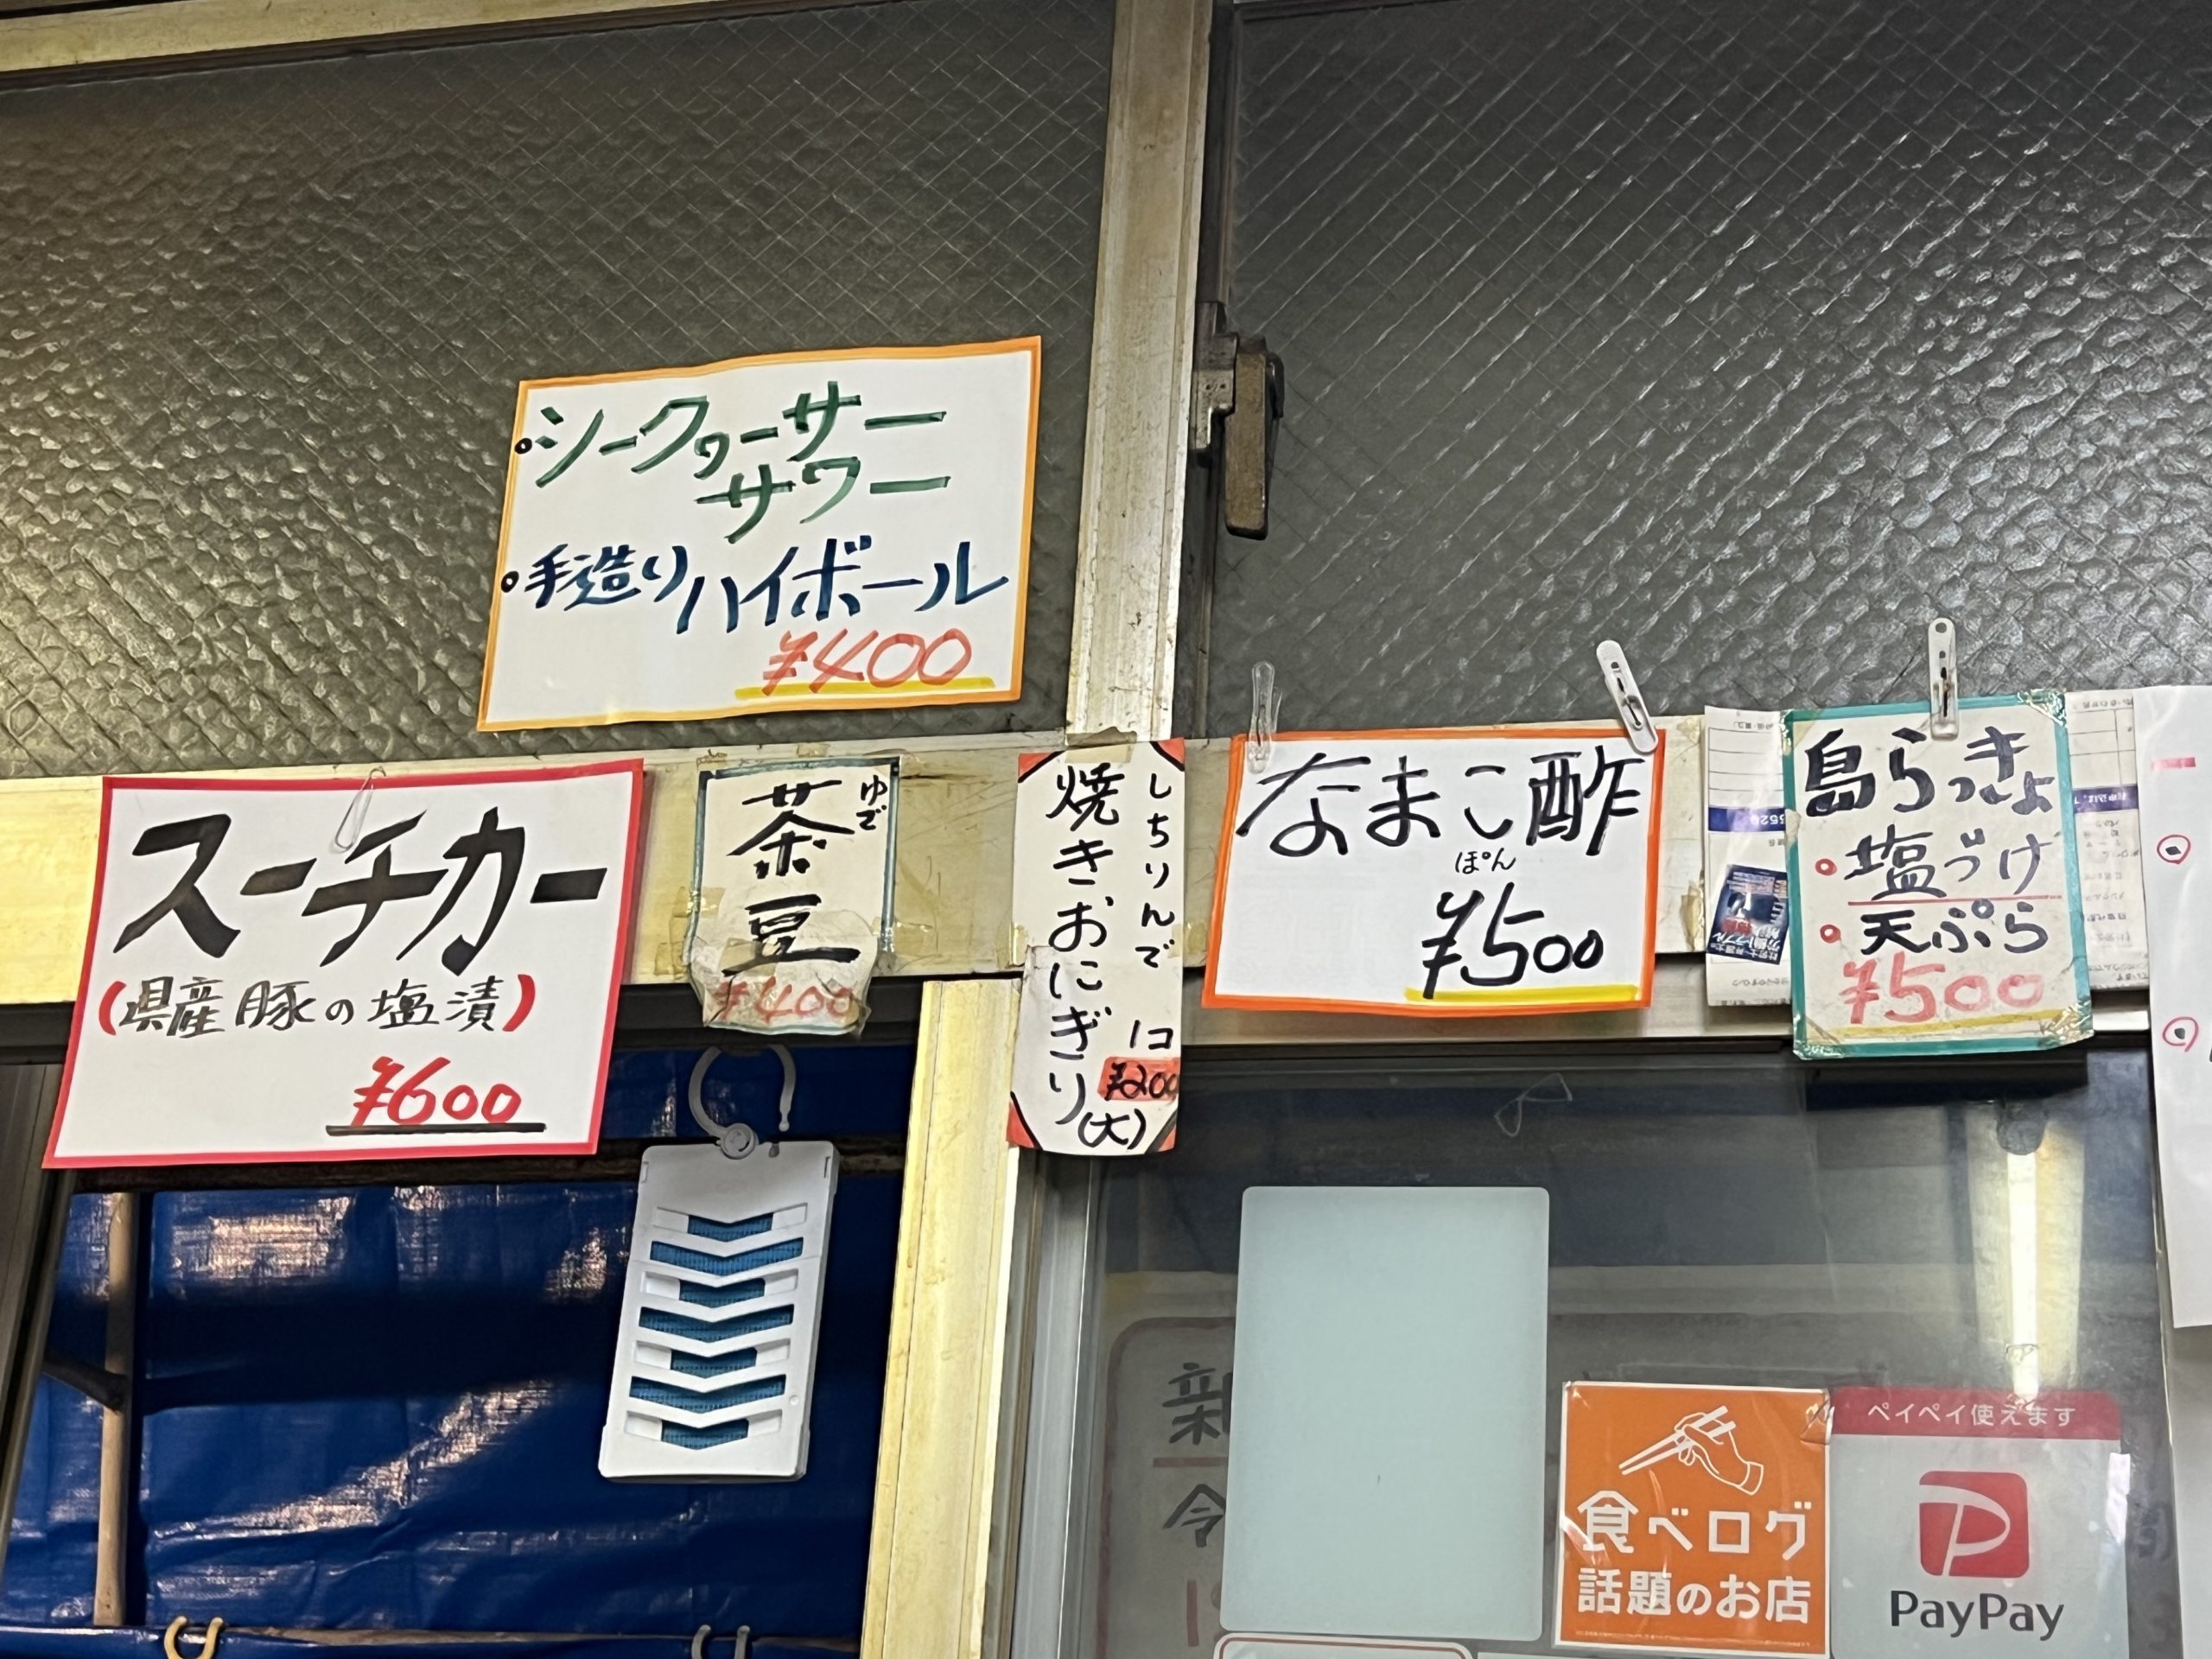 ・シークヮーサー
サワー
・手造りハイボール
¥400
スーチカー
(県産豚の塩漬)
¥600
ゆで
茶豆
¥400
しちりんで
焼きおにぎり(大)
1コ
¥200
なまこ酢
ぽん
¥500
島らっきょ
・塩づけ
・天ぷら
¥500
新
令
食べログ
話題のお店
ペイペイ使えます
PayPay